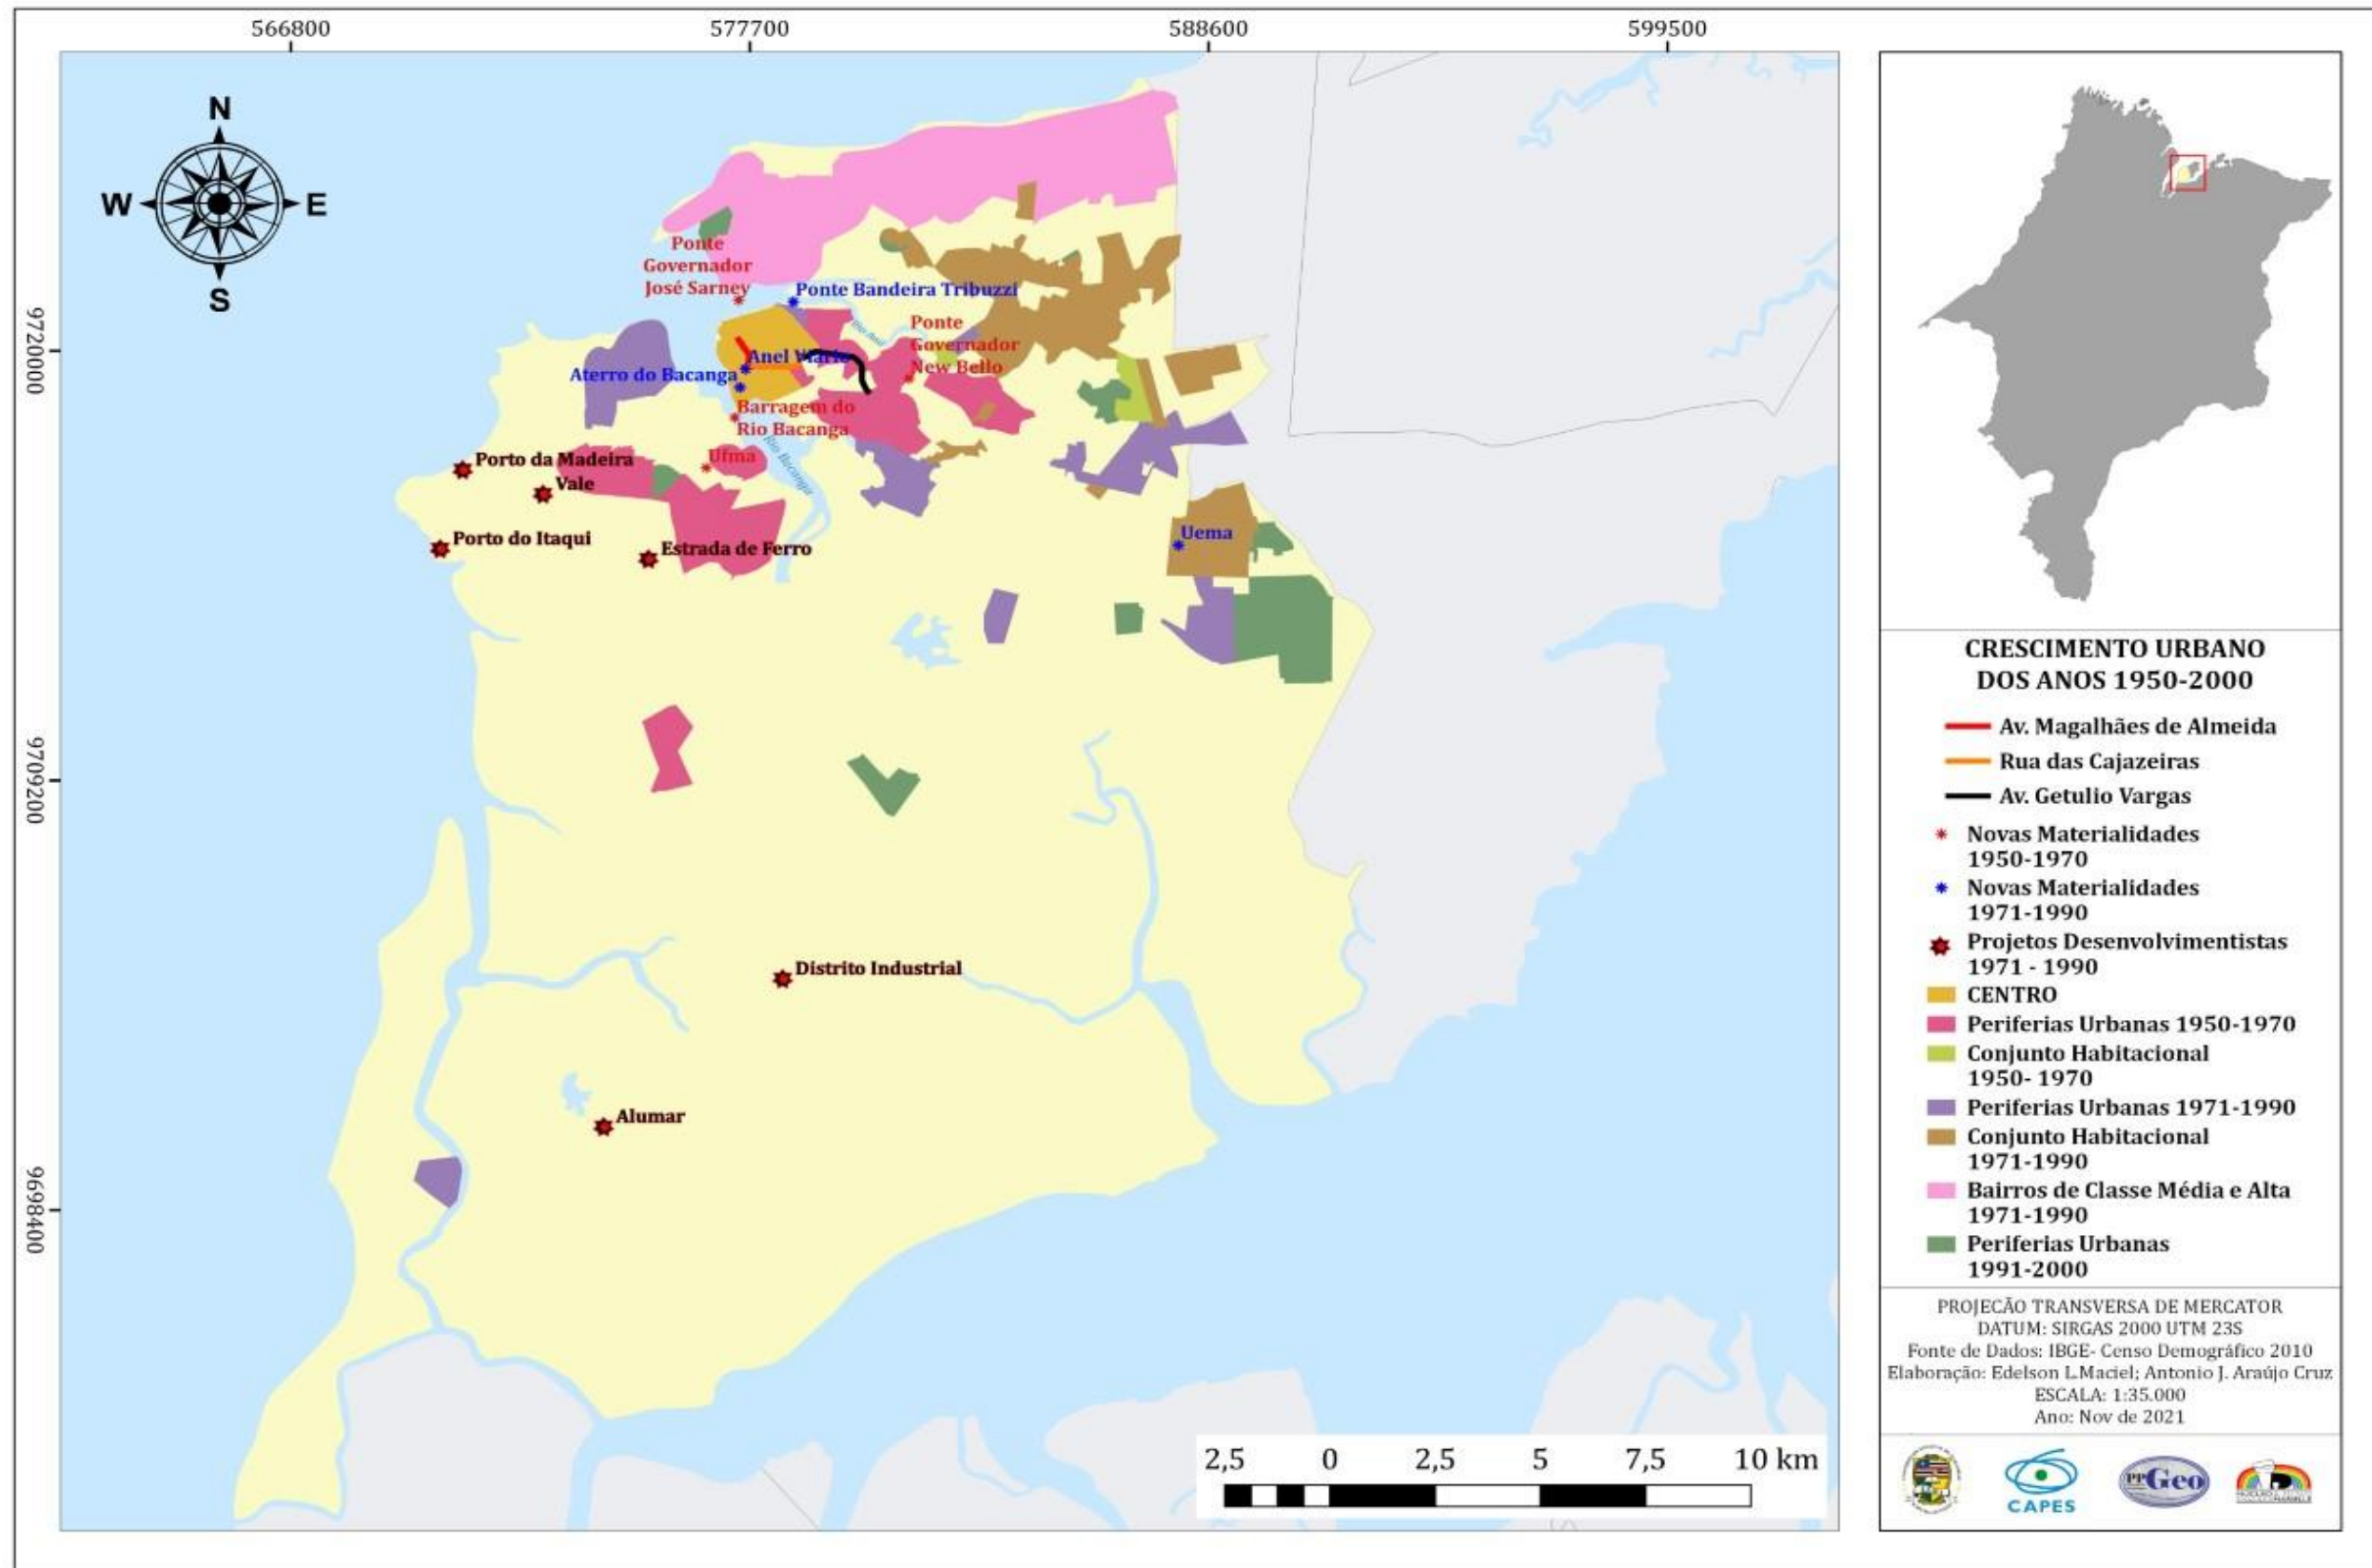 566800
577700
588600
599500
9720000
9709200
9698400
N
W
E
S
Ponte
Governador
José Sarney
Ponte Bandeira Tribuzzi
Ponte
Governador
New Bello
Anel Viário
Aterro do Bacanga
Barragem do
Rio Bacanga
Rio Bacanga
Ufma
Porto da Madeira
Vale
Porto do Itaqui
Estrada de Ferro
Uema
Distrito Industrial
Alumar
2,5
0
2,5
5
7,5
10 km
CRESCIMENTO URBANO
DOS ANOS 1950-2000
Av. Magalhães de Almeida
Rua das Cajazeiras
Av. Getulio Vargas
Novas Materialidades
1950-1970
Novas Materialidades
1971-1990
Projetos Desenvolvimentistas
1971 - 1990
CENTRO
Periferias Urbanas 1950-1970
Conjunto Habitacional
1950- 1970
Periferias Urbanas 1971-1990
Conjunto Habitacional
1971-1990
Bairros de Classe Média e Alta
1971-1990
Periferias Urbanas
1991-2000
PROJECÃO TRANSVERSA DE MERCATOR
DATUM: SIRGAS 2000 UTM 23S
Fonte de Dados: IBGE- Censo Demográfico 2010
Elaboração: Edelson L.Maciel; Antonio J. Araújo Cruz
ESCALA: 1:35.000
Ano: Nov de 2021
CAPES
PPGeo